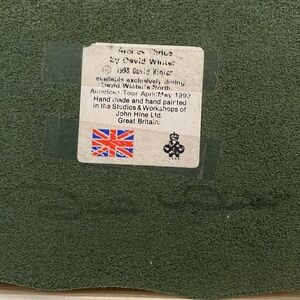 by David Winter
© David Winter
available exclusively during
David Winter's North
American Tour April/May 1993
Hand made and hand painted
in the Studios & Workshops of
John Hine Ltd.
Great Britain.